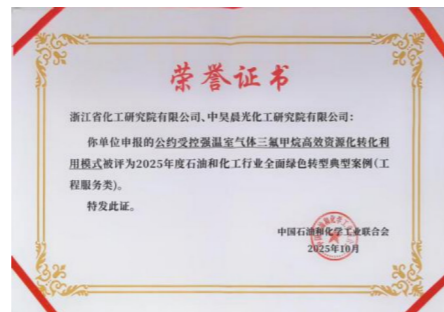 荣誉证书
浙江省化工研究院有限公司、中昊晨光化工研究院有限公司:
你单位申报的公约受控强温室气体三氟甲烷高效资源化转化利
用模式被评为2025年度石油和化工行业全面绿色转型典型案例(工
程服务类)。
特发此证。
中国石油和化学工业联合会
2025年10月